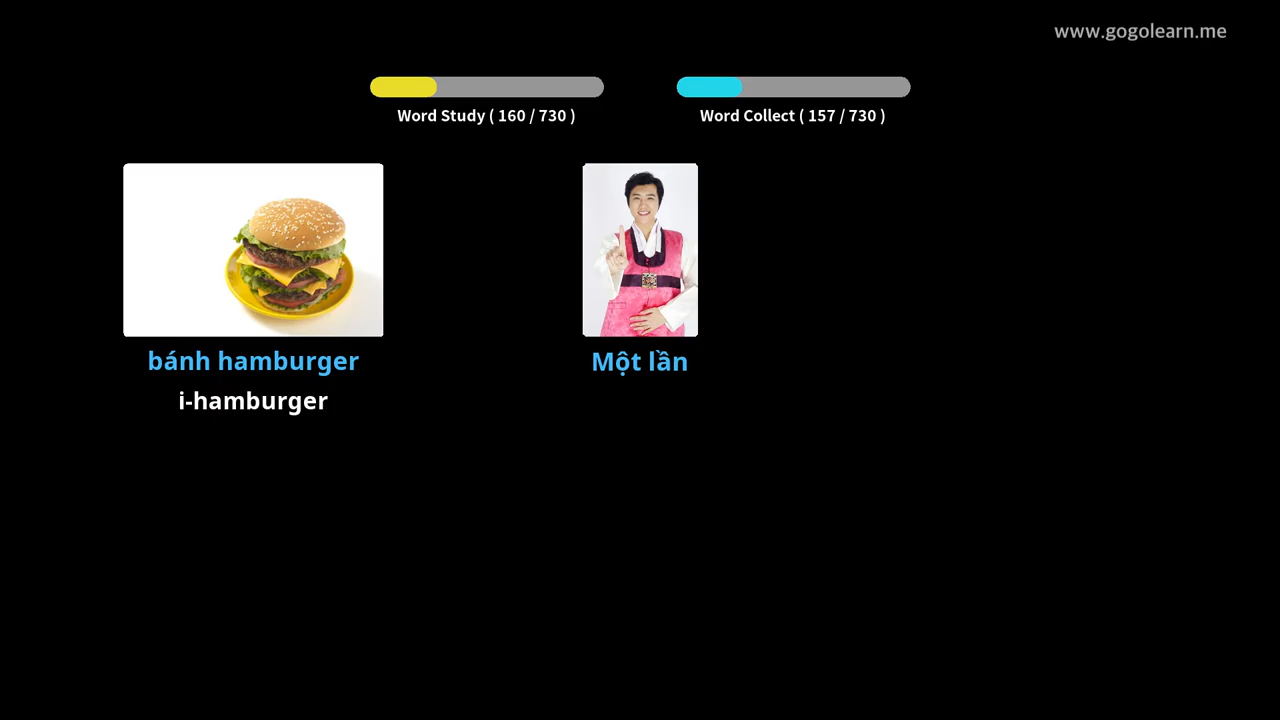 www.gogolearn.me
Word Study ( 160 / 730 )
Word Collect ( 157 / 730 )
bánh hamburger
i-hamburger
Một lần